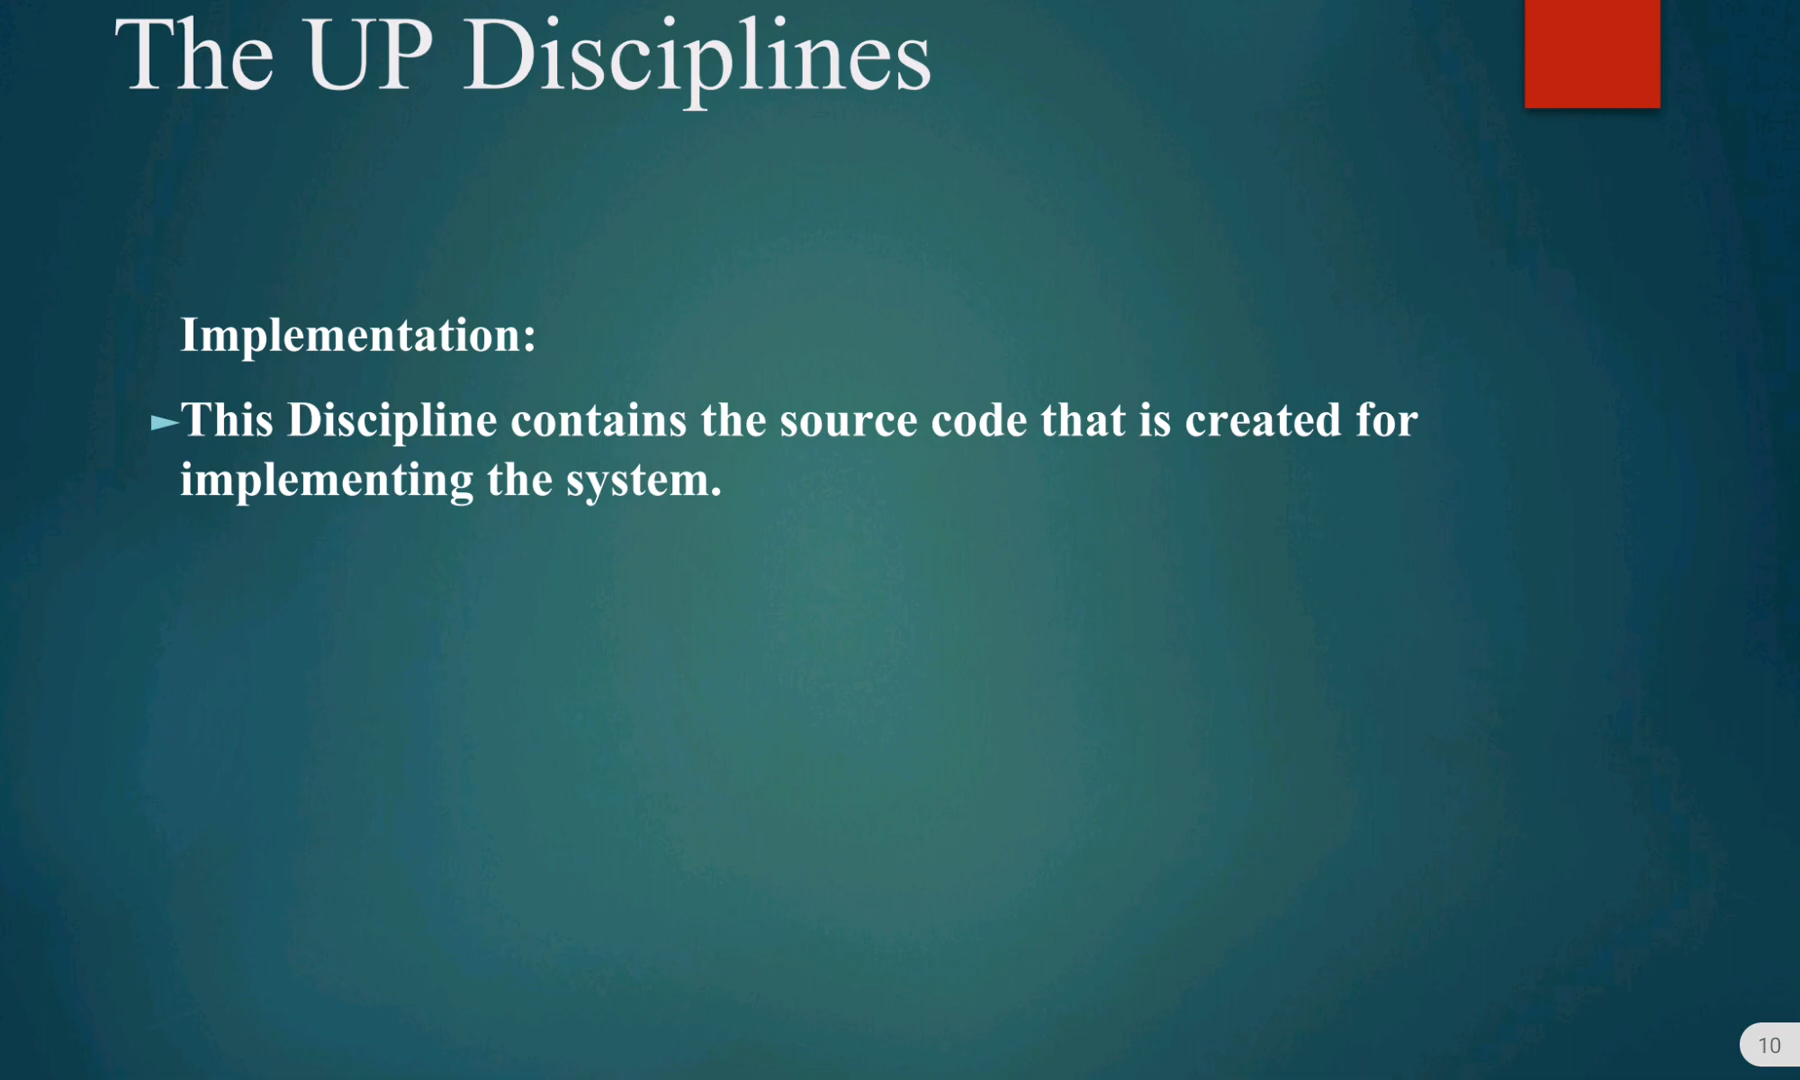 The UP Disciplines
Implementation:
►This Discipline contains the source code that is created for
implementing the system.
10